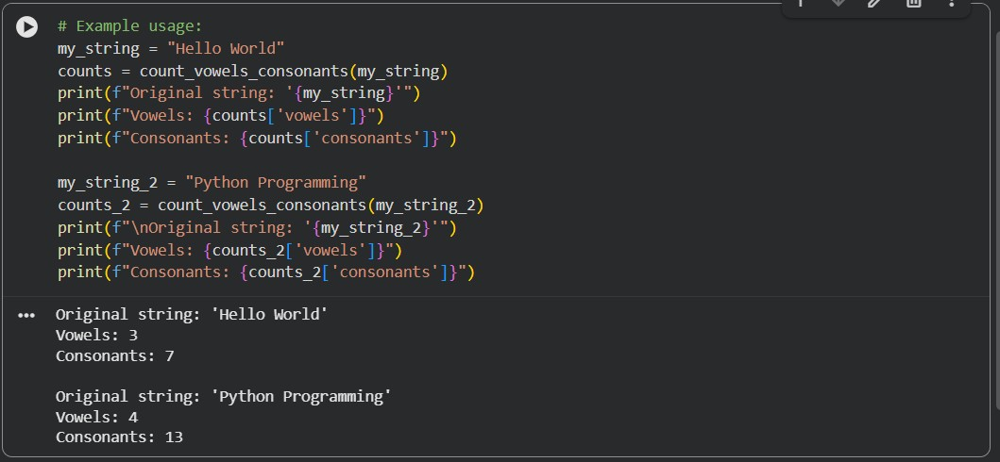 # Example usage:
my_string = "Hello World"
counts = count_vowels_consonants(my_string)
print(f"Original string: '{my_string}'")
print(f"Vowels: {counts['vowels']}")
print(f"Consonants: {counts['consonants']}")
my_string_2 = "Python Programming"
counts_2 = count_vowels_consonants(my_string_2)
print(f"\nOriginal string: '{my_string_2}'")
print(f"Vowels: {counts_2['vowels']}")
print(f"Consonants: {counts_2['consonants']}")
Original string: 'Hello World'
Vowels: 3
Consonants: 7
Original string: 'Python Programming'
Vowels: 4
Consonants: 13